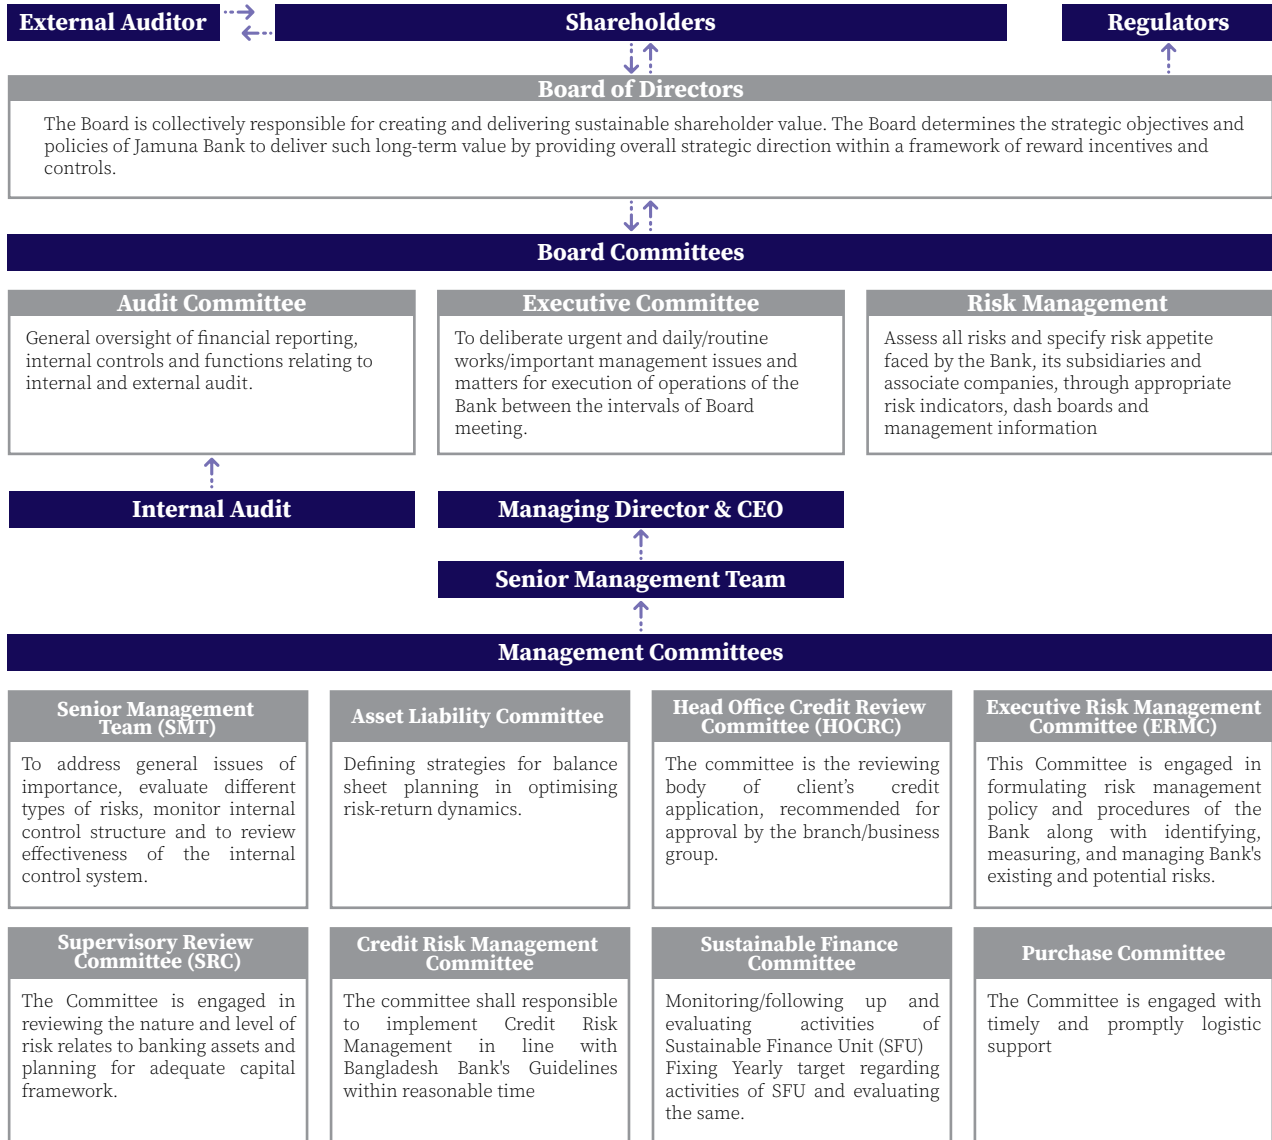 External Auditor
Shareholders
Regulators
Board of Directors
The Board is collectively responsible for creating and delivering sustainable shareholder value. The Board determines the strategic objectives and
policies of Jamuna Bank to deliver such long-term value by providing overall strategic direction within a framework of reward incentives and
controls.
Board Committees
Audit Committee
General oversight of financial reporting,
internal controls and functions relating to
internal and external audit.
Executive Committee
To deliberate urgent and daily/routine
works/important management issues and
matters for execution of operations of the
Bank between the intervals of Board
meeting.
Risk Management
Assess all risks and specify risk appetite
faced by the Bank, its subsidiaries and
associate companies, through appropriate
risk indicators, dash boards and
management information
Internal Audit
Managing Director & CEO
Senior Management Team
Management Committees
Senior Management
Team (SMT)
To address general issues of
importance, evaluate different
types of risks, monitor internal
control structure and to review
effectiveness of the internal
control system.
Asset Liability Committee
Defining strategies for balance
sheet planning in optimising
risk-return dynamics.
Head Office Credit Review
Committee (HOCRC)
The committee is the reviewing
body of client’s credit
application, recommended for
approval by the branch/business
group.
Executive Risk Management
Committee (ERMC)
This Committee is engaged in
formulating risk management
policy and procedures of the
Bank along with identifying,
measuring, and managing Bank's
existing and potential risks.
Supervisory Review
Committee (SRC)
The Committee is engaged in
reviewing the nature and level of
risk relates to banking assets and
planning for adequate capital
framework.
Credit Risk Management
Committee
The committee shall responsible
to implement Credit Risk
Management in line with
Bangladesh Bank's Guidelines
within reasonable time
Sustainable Finance
Committee
Monitoring/following up and
evaluating activities of
Sustainable Finance Unit (SFU)
Fixing Yearly target regarding
activities of SFU and evaluating
the same.
Purchase Committee
The Committee is engaged with
timely and promptly logistic
support